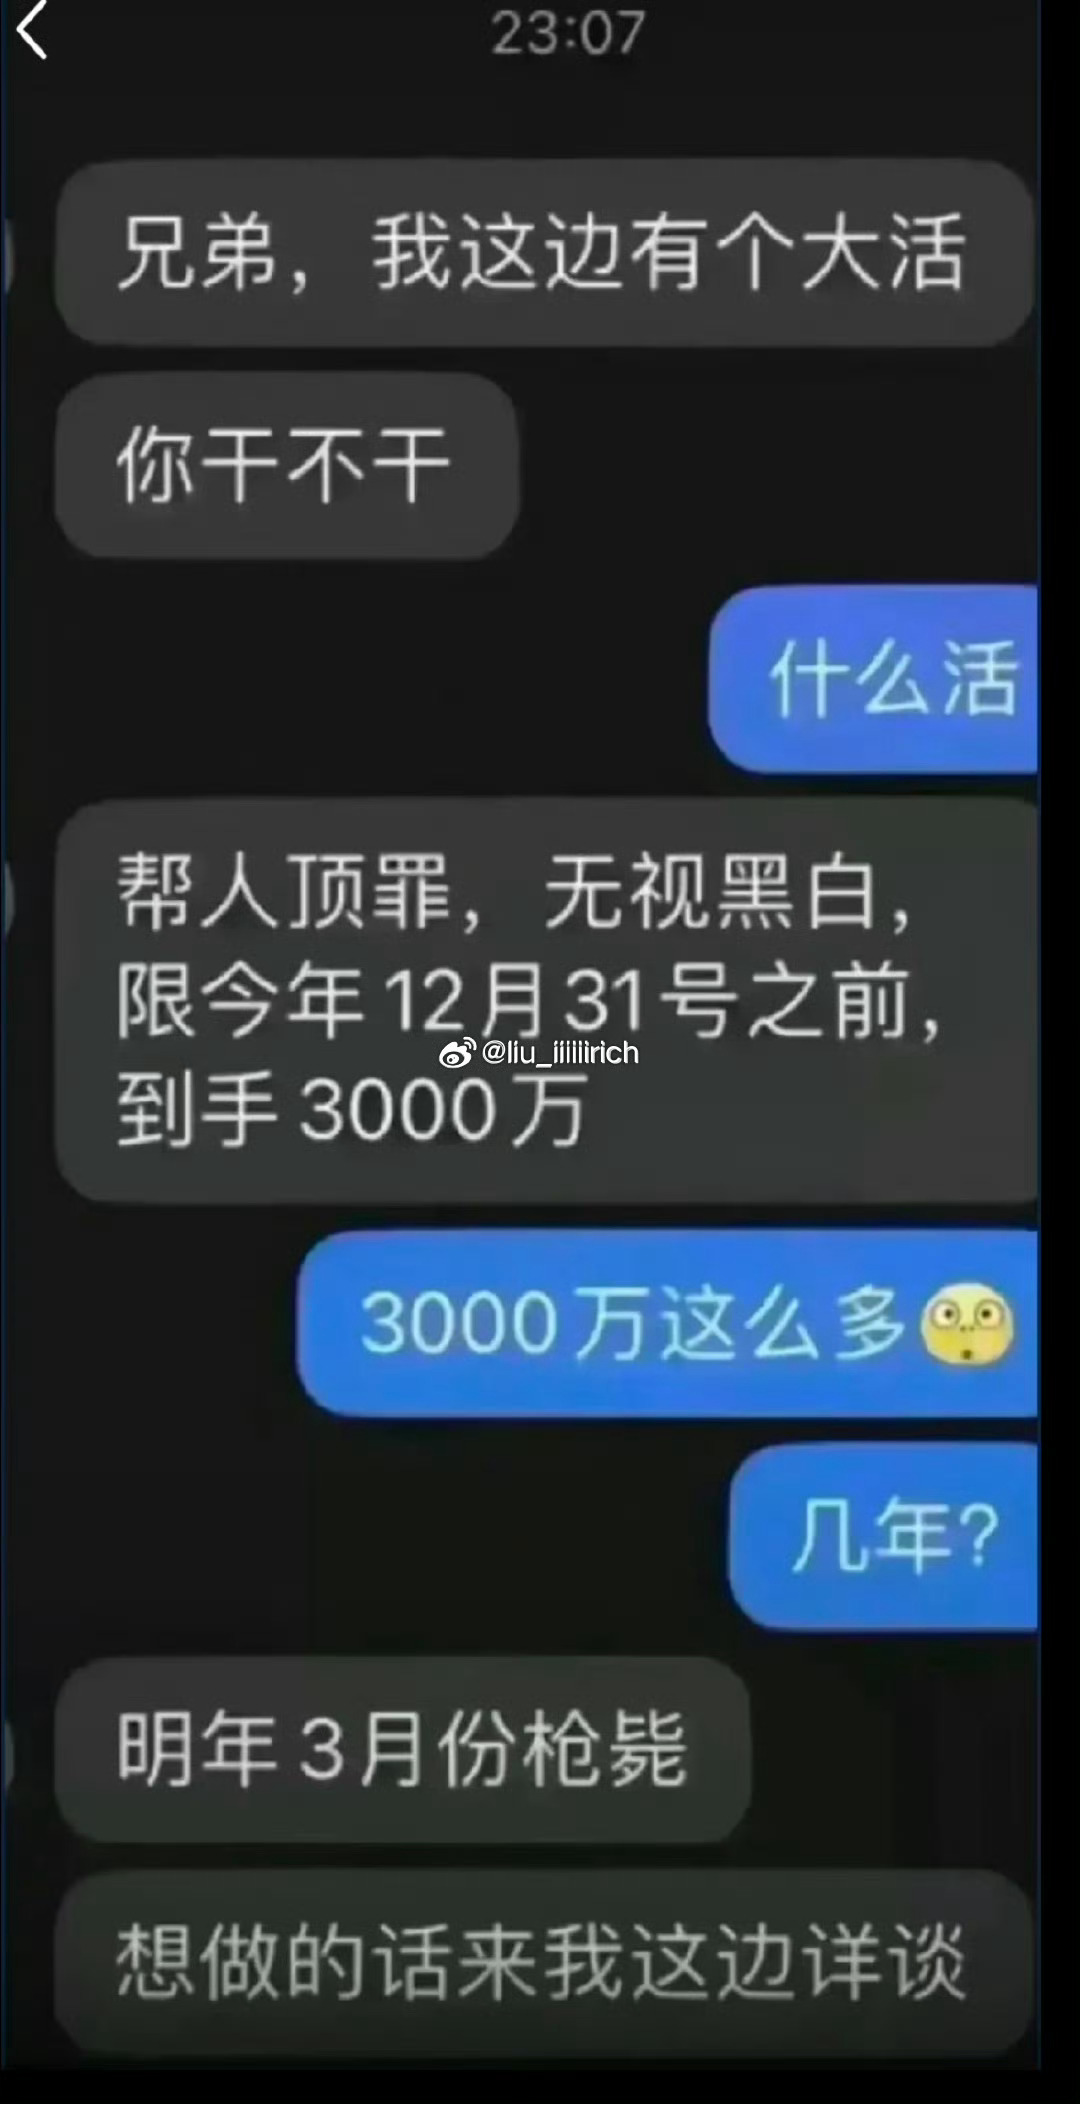 23:07
兄弟，我这边有个大活
你干不干
什么活
帮人顶罪，无视黑白，
限今年12月31号之前，
@liu_iiiiiirich
到手3000万
3000万这么多
几年?
明年3月份枪毙
想做的话来我这边详谈